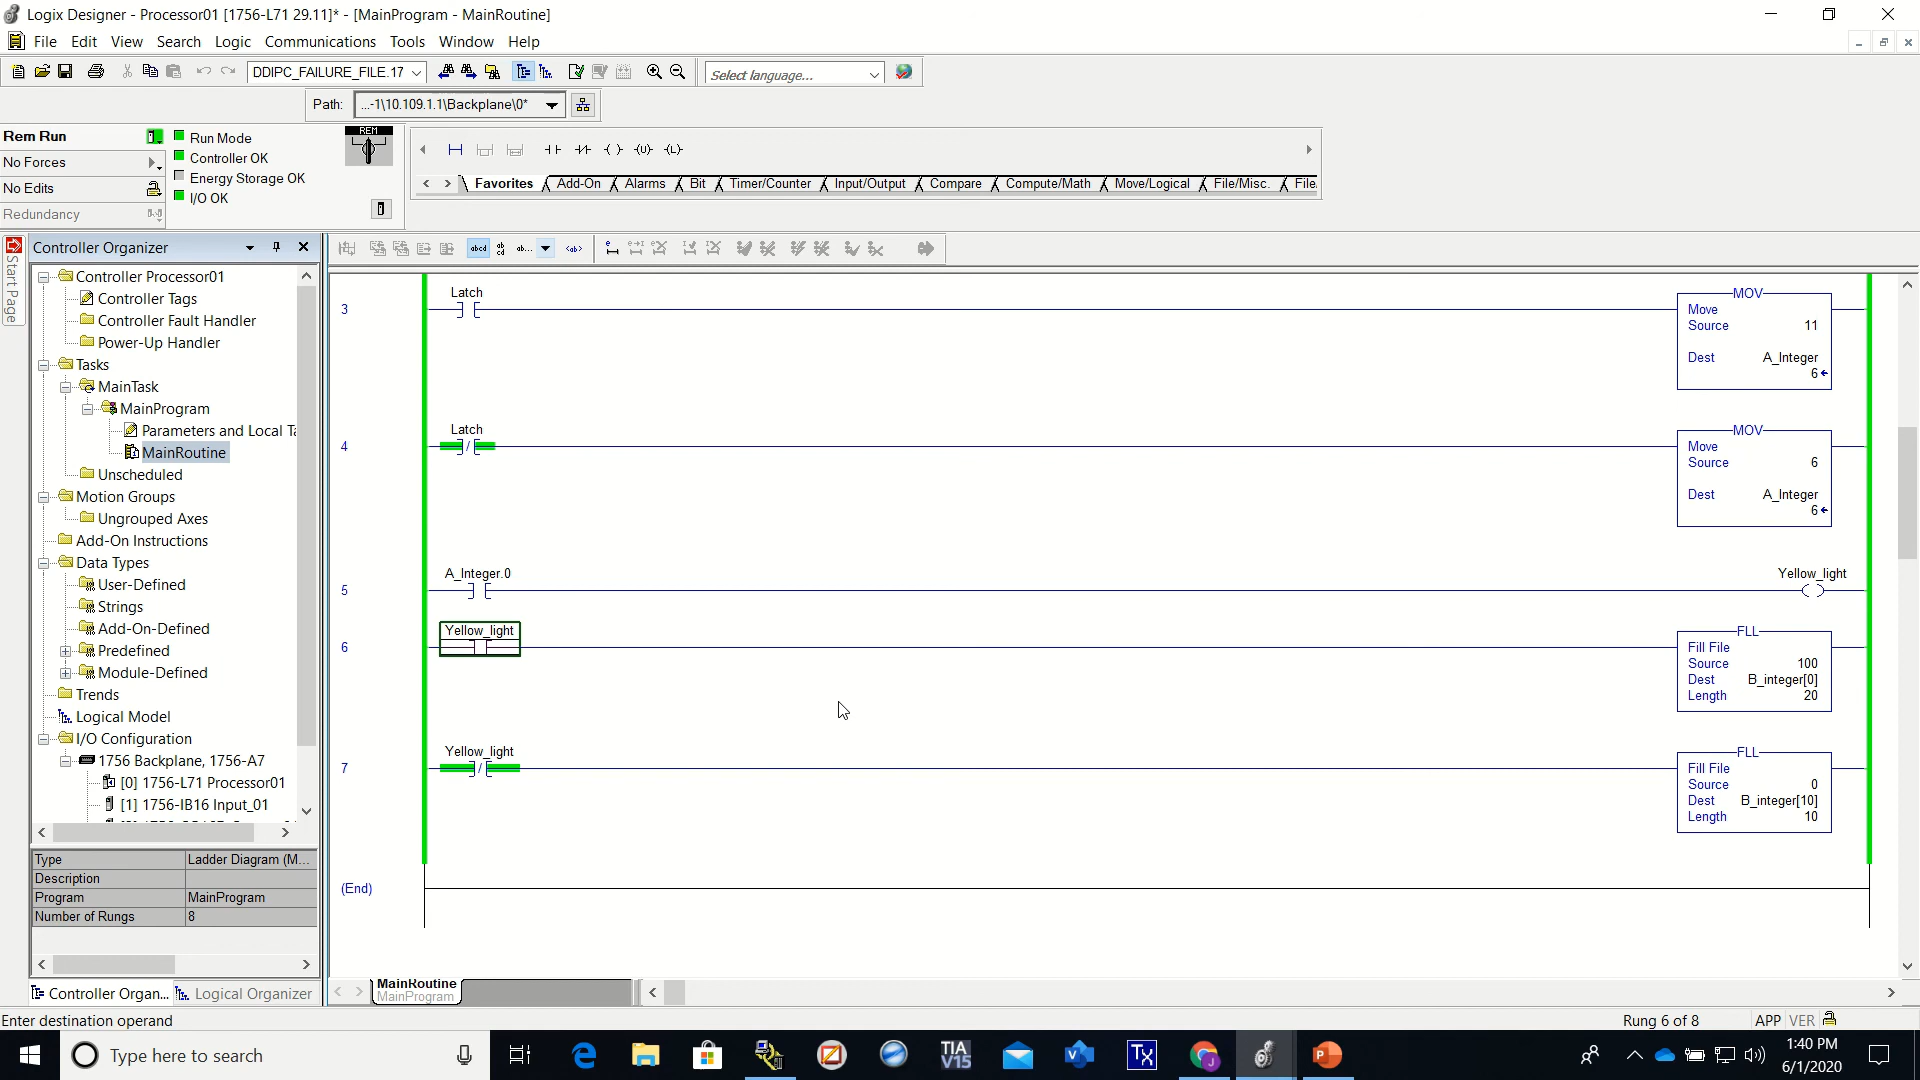 Logix Designer - Processor01 [1756-L71 29.11]* - [MainProgram - MainRoutine]
File Edit View Search Logic Communications Tools Window Help
DDIPC_FAILURE_FILE.17
Select language...
Path: ...-1\10.109.1.1\Backplane\0*
Rem Run
Run Mode
No Forces
Controller OK
No Edits
Energy Storage OK
Redundancy
I/O OK
REM
Favorites Add-On Alarms Bit Timer/Counter Input/Output Compare Compute/Math Move/Logical File/Misc. File.
Start Page
Controller Organizer
Controller Processor01
Controller Tags
Controller Fault Handler
Power-Up Handler
Tasks
MainTask
MainProgram
Parameters and Local Ta
MainRoutine
Unscheduled
Motion Groups
Ungrouped Axes
Add-On Instructions
Data Types
User-Defined
Strings
Add-On-Defined
Predefined
Module-Defined
Trends
Logical Model
I/O Configuration
1756 Backplane, 1756-A7
[0] 1756-L71 Processor01
[1] 1756-IB16 Input_01
Type Ladder Diagram (M...
Description
Program MainProgram
Number of Rungs 8
Controller Organ... Logical Organizer
abcd ab cd ab... <ab>
3
Latch
MOV
Move
Source 11
Dest A_Integer
6
4
Latch
MOV
Move
Source 6
Dest A_Integer
6
5
A_Integer.0
Yellow_light
6
Yellow_light
FLL
Fill File
Source 100
Dest B_integer[0]
Length 20
7
Yellow_light
FLL
Fill File
Source 0
Dest B_integer[10]
Length 10
(End)
MainRoutine
MainProgram
Enter destination operand
Rung 6 of 8
APP VER
Type here to search
TIA
V15
TX
1:40 PM
6/1/2020